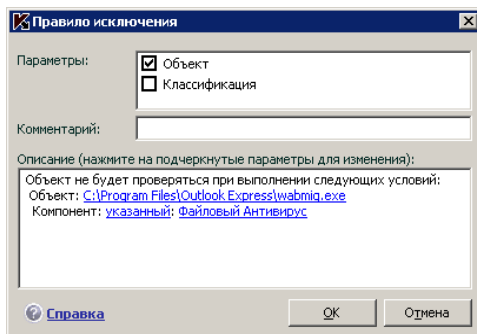 Правило исключения
Параметры:
Объект
Классификация
Комментарий:
Описание (нажмите на подчеркнутые параметры для изменения):
Объект не будет проверяться при выполнении следующих условий:
Объект: C:\Program Files\Outlook Express\wabmig.exe
Компонент: указанный: Файловый Антивирус
Справка
OK
Отмена